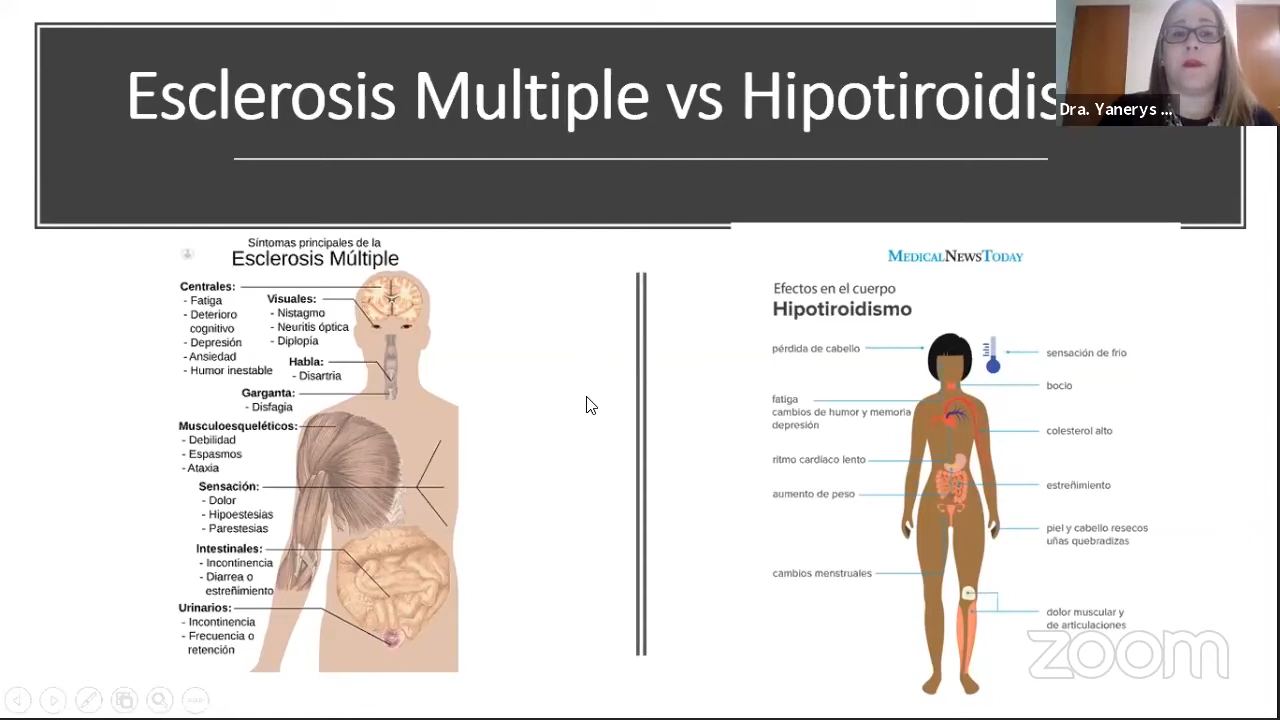 Esclerosis Multiple vs Hipotiroidis
Dra. Yanerys ...
Síntomas principales de la
Esclerosis Múltiple
Centrales:
- Fatiga
- Deterioro
cognitivo
- Depresión
- Ansiedad
- Humor inestable
Visuales:
- Nistagmo
- Neuritis óptica
- Diplopía
Habla:
- Disartria
Garganta:
- Disfagia
Musculoesqueléticos:
- Debilidad
- Espasmos
- Ataxia
Sensación:
- Dolor
- Hipoestesias
- Parestesias
Intestinales:
- Incontinencia
- Diarrea o
estreñimiento
Urinarios:
- Incontinencia
- Frecuencia o
retención
MEDICALNEWSTODAY
Efectos en el cuerpo
Hipotiroidismo
pérdida de cabello
fatiga
cambios de humor y memoria
depresión
ritmo cardíaco lento
aumento de peso
cambios menstruales
sensación de frio
bocio
colesterol alto
estreñimiento
piel y cabello resecos
uñas quebradizas
dolor muscular y
de articulaciones
zoom